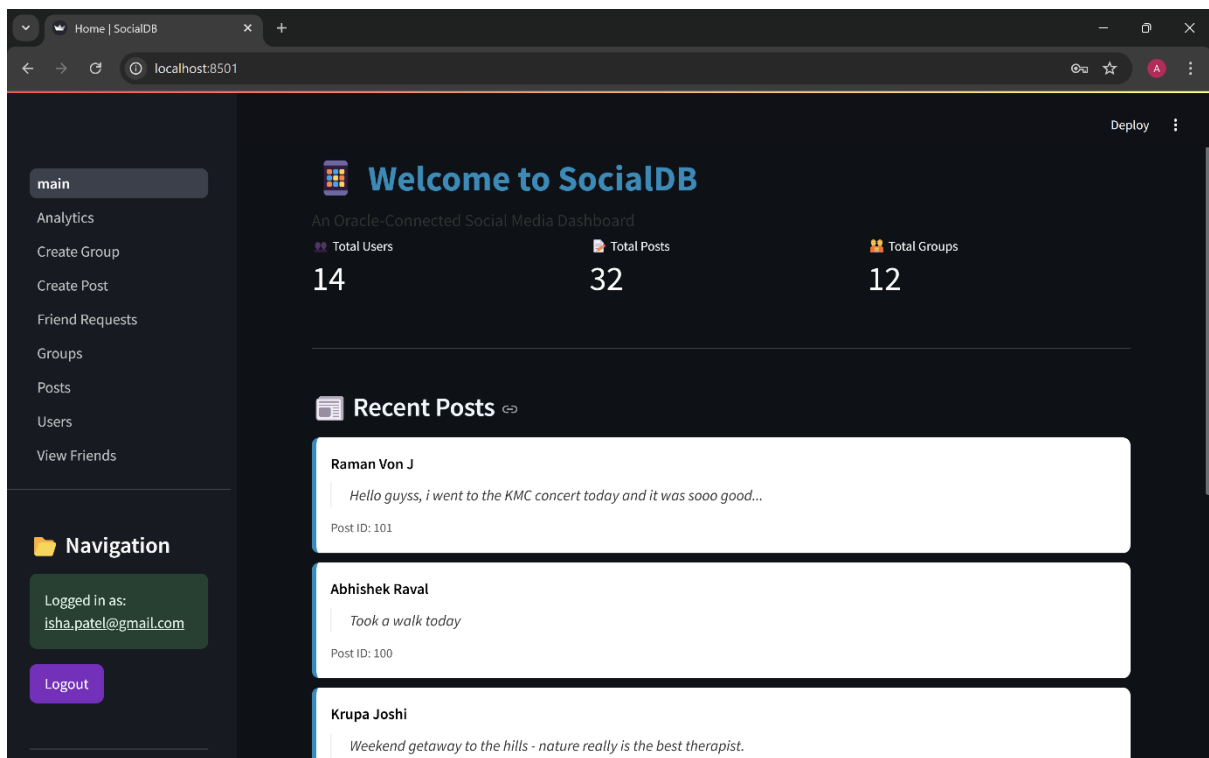 Home | SocialDB
localhost:8501
A
Deploy
main
Analytics
Create Group
Create Post
Friend Requests
Groups
Posts
Users
View Friends
Navigation
Logged in as:
isha.patel@gmail.com
Logout
Welcome to SocialDB
An Oracle-Connected Social Media Dashboard
Total Users
14
Total Posts
32
Total Groups
12
Recent Posts
Raman Von J
Hello guyss, i went to the KMC concert today and it was sooo good...
Post ID: 101
Abhishek Raval
Took a walk today
Post ID: 100
Krupa Joshi
Weekend getaway to the hills - nature really is the best therapist.